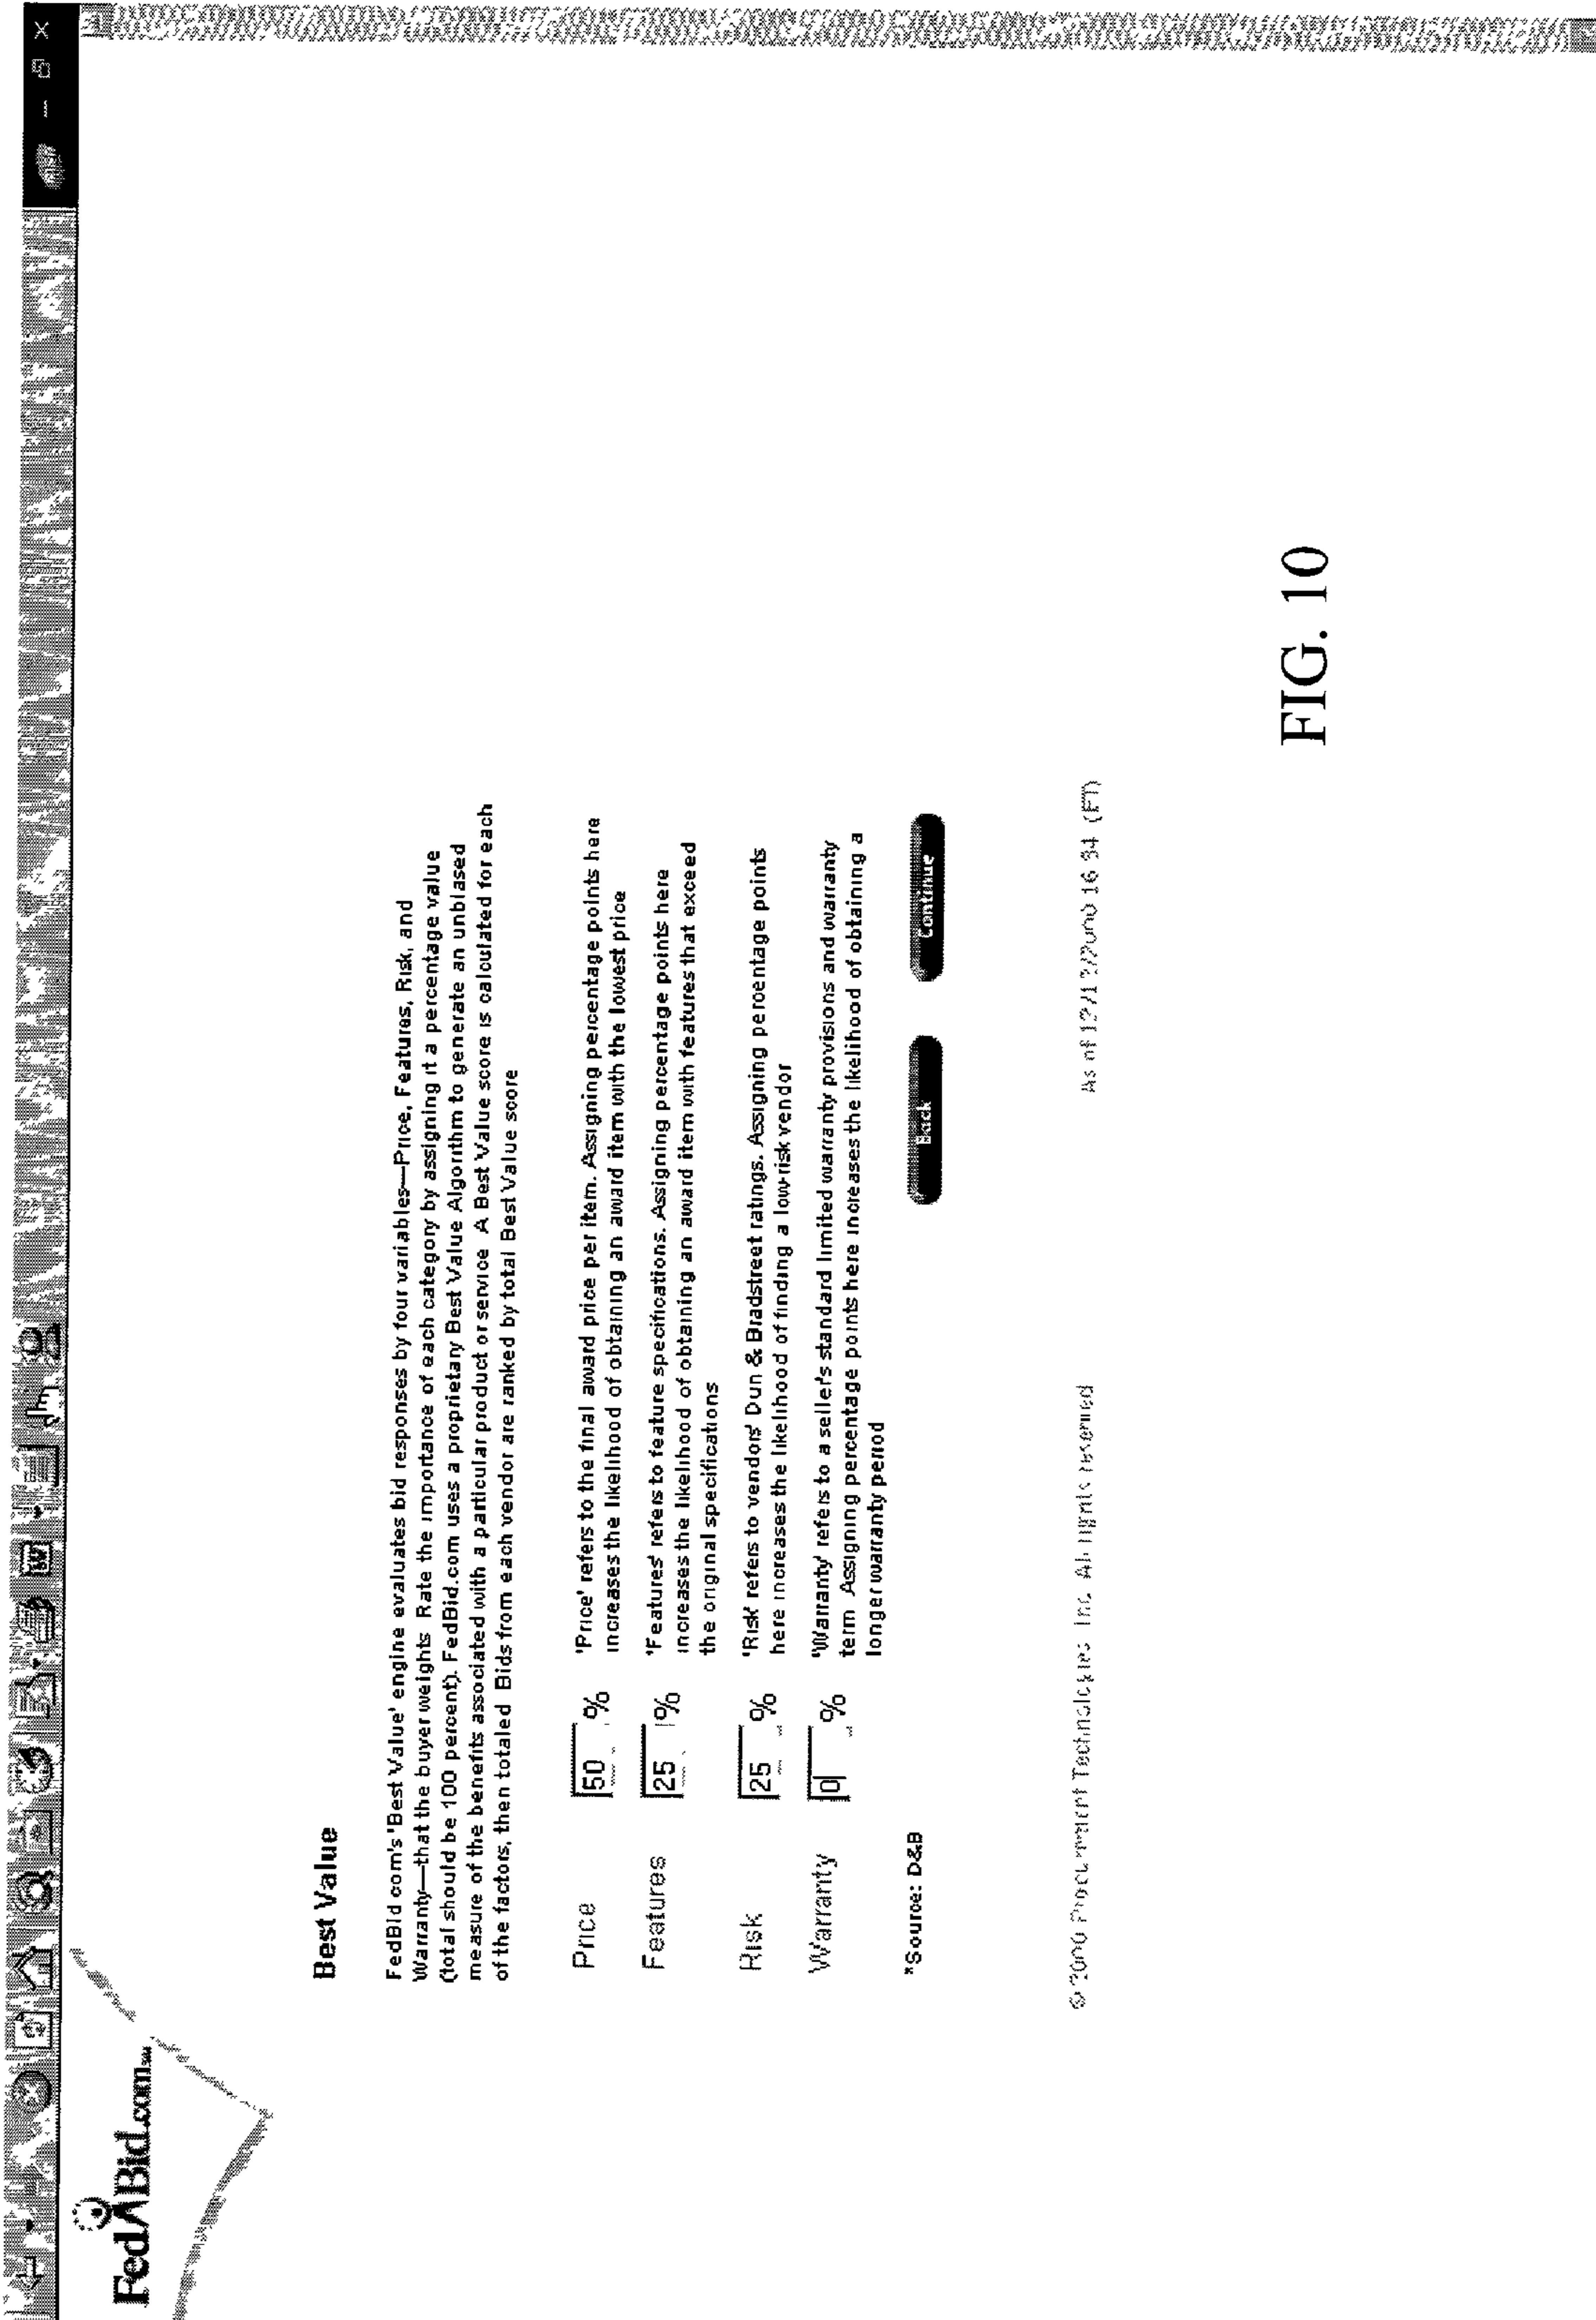 FedBid.com
Best Value
FedBid com's 'Best Value' engine evaluates bid responses by four variables—Price, Features, Risk, and
Warranty—that the buyer weights Rate the importance of each category by assigning it a percentage value
(total should be 100 percent). FedBid.com uses a proprietary Best Value Algorithm to generate an unbiased
measure of the benefits associated with a particular product or service A Best Value score is calculated for each
of the factors, then totaled Bids from each vendor are ranked by total Best Value score
Price 50 % 'Price' refers to the final award price per item. Assigning percentage points here
increases the likelihood of obtaining an award item with the lowest price
Features 25 % 'Features' refers to feature specifications. Assigning percentage points here
increases the likelihood of obtaining an award item with features that exceed
the original specifications
Risk 25 % 'Risk' refers to vendors' Dun & Bradstreet ratings. Assigning percentage points
here increases the likelihood of finding a low-risk vendor
Warranty 0 % 'Warranty' refers to a seller's standard limited warranty provisions and warranty
term Assigning percentage points here increases the likelihood of obtaining a
longer warranty period
*Source: D&B
Back Continue
© 2000 Procurement Technologies Inc. All rights reserved As of 16 34 (ET)
FIG. 10